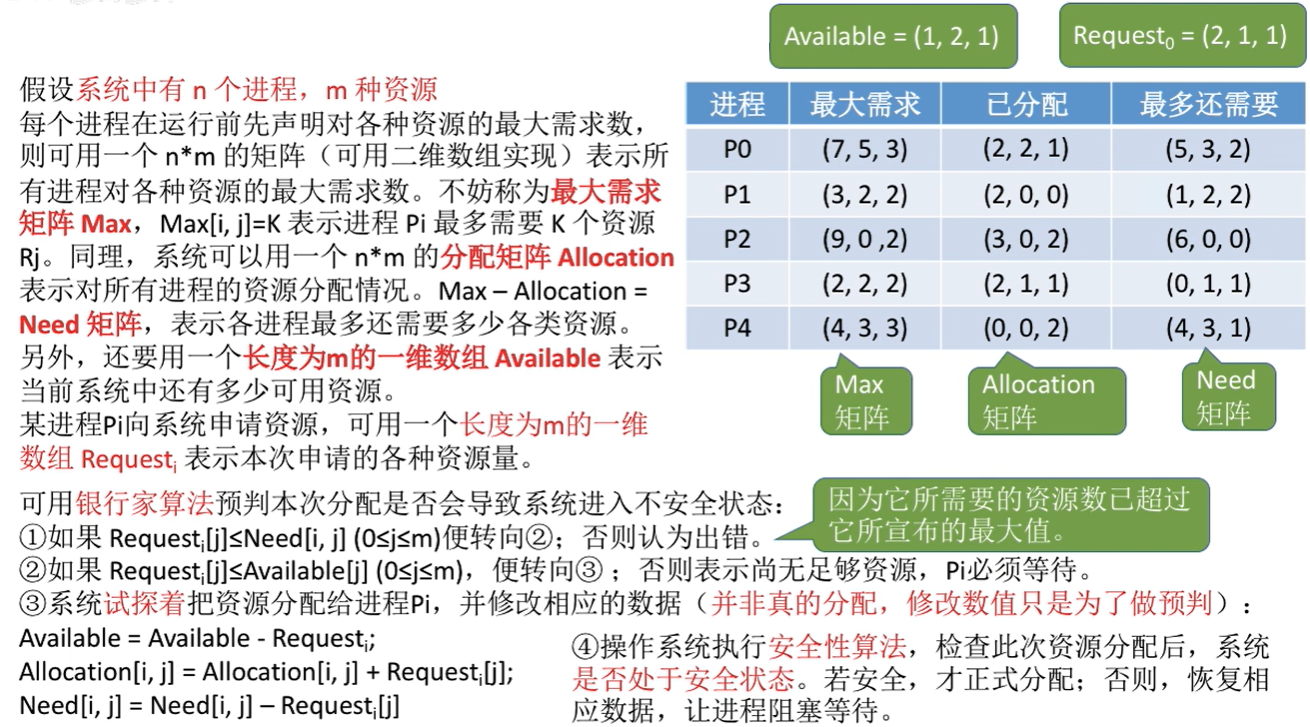 Available = (1, 2, 1)
Request0 = (2, 1, 1)
假设系统中有 n 个进程，m 种资源
每个进程在运行前先声明对各种资源的最大需求数，
则可用一个 n*m 的矩阵（可用二维数组实现）表示所
有进程对各种资源的最大需求数。不妨称为最大需求
矩阵 Max，Max[i, j]=K 表示进程 Pi 最多需要 K 个资源
Rj。同理，系统可以用一个 n*m 的分配矩阵 Allocation
表示对所有进程的资源分配情况。Max – Allocation =
Need 矩阵，表示各进程最多还需要多少各类资源。
另外，还要用一个长度为m的一维数组 Available 表示
当前系统中还有多少可用资源。
某进程Pi向系统申请资源，可用一个长度为m的一维
数组 Requesti 表示本次申请的各种资源量。
进程 最大需求 已分配 最多还需要
P0 (7, 5, 3) (2, 2, 1) (5, 3, 2)
P1 (3, 2, 2) (2, 0, 0) (1, 2, 2)
P2 (9, 0 ,2) (3, 0, 2) (6, 0, 0)
P3 (2, 2, 2) (2, 1, 1) (0, 1, 1)
P4 (4, 3, 3) (0, 0, 2) (4, 3, 1)
Max
矩阵
Allocation
矩阵
Need
矩阵
可用银行家算法预判本次分配是否会导致系统进入不安全状态：
①如果 Requesti[j]≤Need[i, j] (0≤j≤m)便转向②；否则认为出错。
因为它所需要的资源数已超过
它所宣布的最大值。
②如果 Requesti[j]≤Available[j] (0≤j≤m)，便转向③；否则表示尚无足够资源，Pi必须等待。
③系统试探着把资源分配给进程Pi，并修改相应的数据（并非真的分配，修改数值只是为了做预判）：
Available = Available - Requesti;
Allocation[i, j] = Allocation[i, j] + Requesti[j];
Need[i, j] = Need[i, j] – Requesti[j]
④操作系统执行安全性算法，检查此次资源分配后，系统
是否处于安全状态。若安全，才正式分配；否则，恢复相
应数据，让进程阻塞等待。